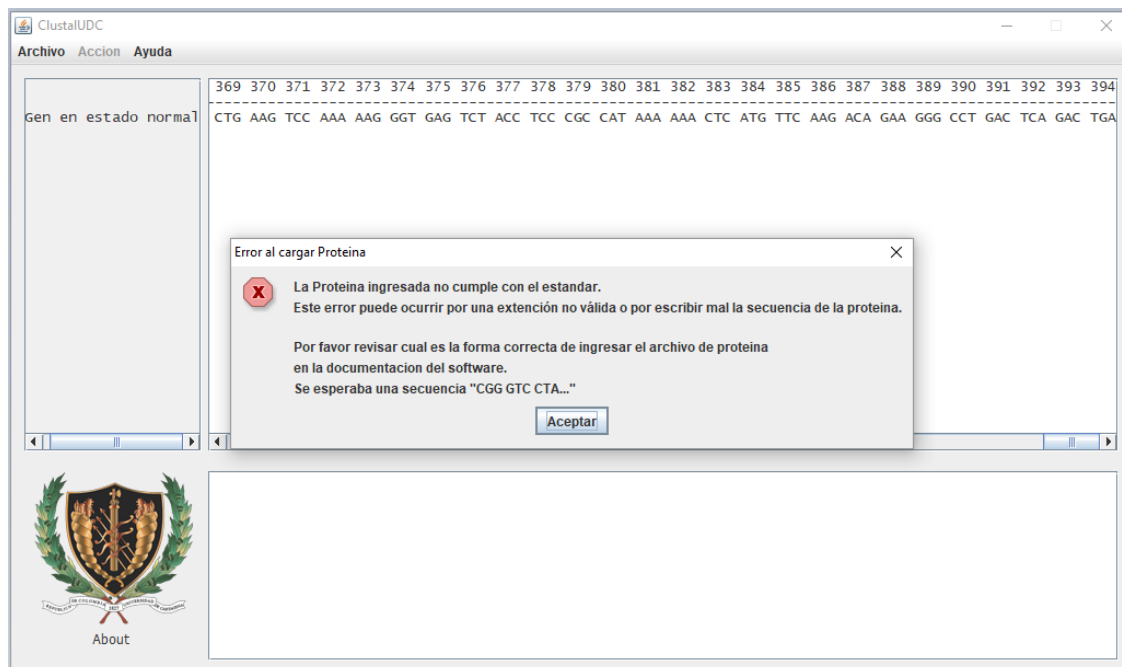 ClustalUDC
Archivo Accion Ayuda
369 370 371 372 373 374 375 376 377 378 379 380 381 382 383 384 385 386 387 388 389 390 391 392 393 394
Gen en estado normal CTG AAG TCC AAA AAG GGT GAG TCT ACC TCC CGC CAT AAA AAA CTC ATG TTC AAG ACA GAA GGG CCT GAC TCA GAC TGA
Error al cargar Proteina
La Proteina ingresada no cumple con el estandar.
Este error puede ocurrir por una extención no válida o por escribir mal la secuencia de la proteina.
Por favor revisar cual es la forma correcta de ingresar el archivo de proteina
en la documentacion del software.
Se esperaba una secuencia "CGG GTC CTA..."
Aceptar
About